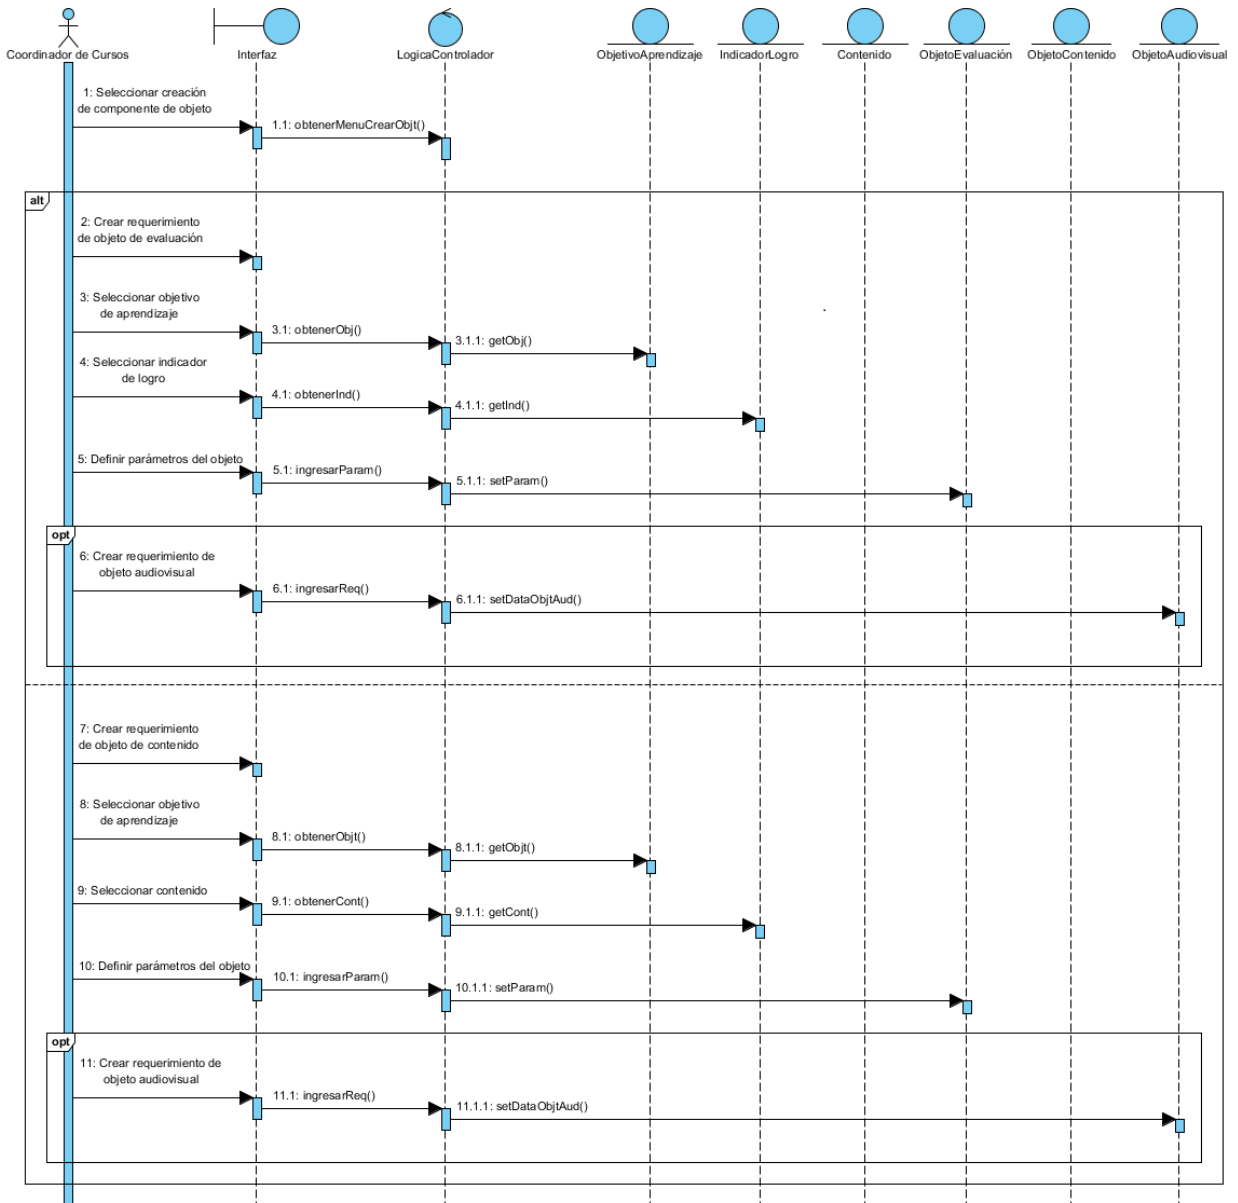 Coordinador de Cursos
Interfaz
LogicaControlador
ObjetivoAprendizaje
IndicadorLogro
Contenido
ObjetoEvaluación
ObjetoContenido
ObjetoAudiovisual
1: Seleccionar creación
de componente de objeto
1.1: obtenerMenuCrearObjt()
alt
2: Crear requerimiento
de objeto de evaluación
3: Seleccionar objetivo
de aprendizaje
3.1: obtenerObj()
3.1.1: getObj()
4: Seleccionar indicador
de logro
4.1: obtenerInd()
4.1.1: getInd()
5: Definir parámetros del objeto
5.1: ingresarParam()
5.1.1: setParam()
opt
6: Crear requerimiento de
objeto audiovisual
6.1: ingresarReq()
6.1.1: setDataObjtAud()
7: Crear requerimiento
de objeto de contenido
8: Seleccionar objetivo
de aprendizaje
8.1: obtenerObjt()
8.1.1: getObjt()
9: Seleccionar contenido
9.1: obtenerCont()
9.1.1: getCont()
10: Definir parámetros del objeto
10.1: ingresarParam()
10.1.1: setParam()
opt
11: Crear requerimiento de
objeto audiovisual
11.1: ingresarReq()
11.1.1: setDataObjtAud()